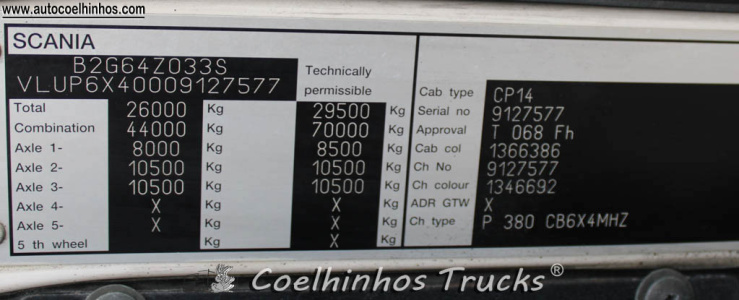 www.autocoelhinhos.com
SCANIA
B2G64Z033S
VLUP6X40009127577
Technically
permissible
Total 26000 Kg 29500 Kg
Combination 44000 Kg 70000 Kg
Axle 1- 8000 Kg 8500 Kg
Axle 2- 10500 Kg 10500 Kg
Axle 3- 10500 Kg 10500 Kg
Axle 4- X Kg X Kg
Axle 5- X Kg X Kg
5 th wheel Kg X Kg
Cab type CP14
Serial no 9127577
Approval T 068 Fh
Cab col 1366386
Ch No 9127577
Ch colour 1346692
ADR GTW X
Ch type P 380 CB6X4MHZ
Coelhinhos Trucks®